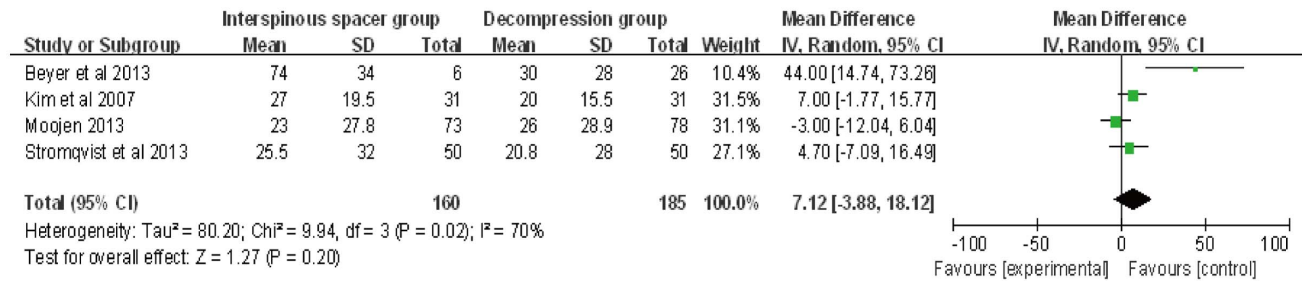 Interspinous spacer group Decompression group Mean Difference Mean Difference
Study or Subgroup Mean SD Total Mean SD Total Weight IV, Random, 95% CI IV, Random, 95% CI
Beyer et al 2013 74 34 6 30 28 26 10.4% 44.00 [14.74, 73.26]
Kim et al 2007 27 19.5 31 20 15.5 31 31.5% 7.00 [-1.77, 15.77]
Moojen 2013 23 27.8 73 26 28.9 78 31.1% -3.00 [-12.04, 6.04]
Stromqvist et al 2013 25.5 32 50 20.8 28 50 27.1% 4.70 [-7.09, 16.49]
Total (95% CI) 160 185 100.0% 7.12 [-3.88, 18.12]
Heterogeneity: Tau² = 80.20; Chi² = 9.94, df = 3 (P = 0.02); I² = 70%
Test for overall effect: Z = 1.27 (P = 0.20)
-100 -50 0 50 100
Favours [experimental] Favours [control]